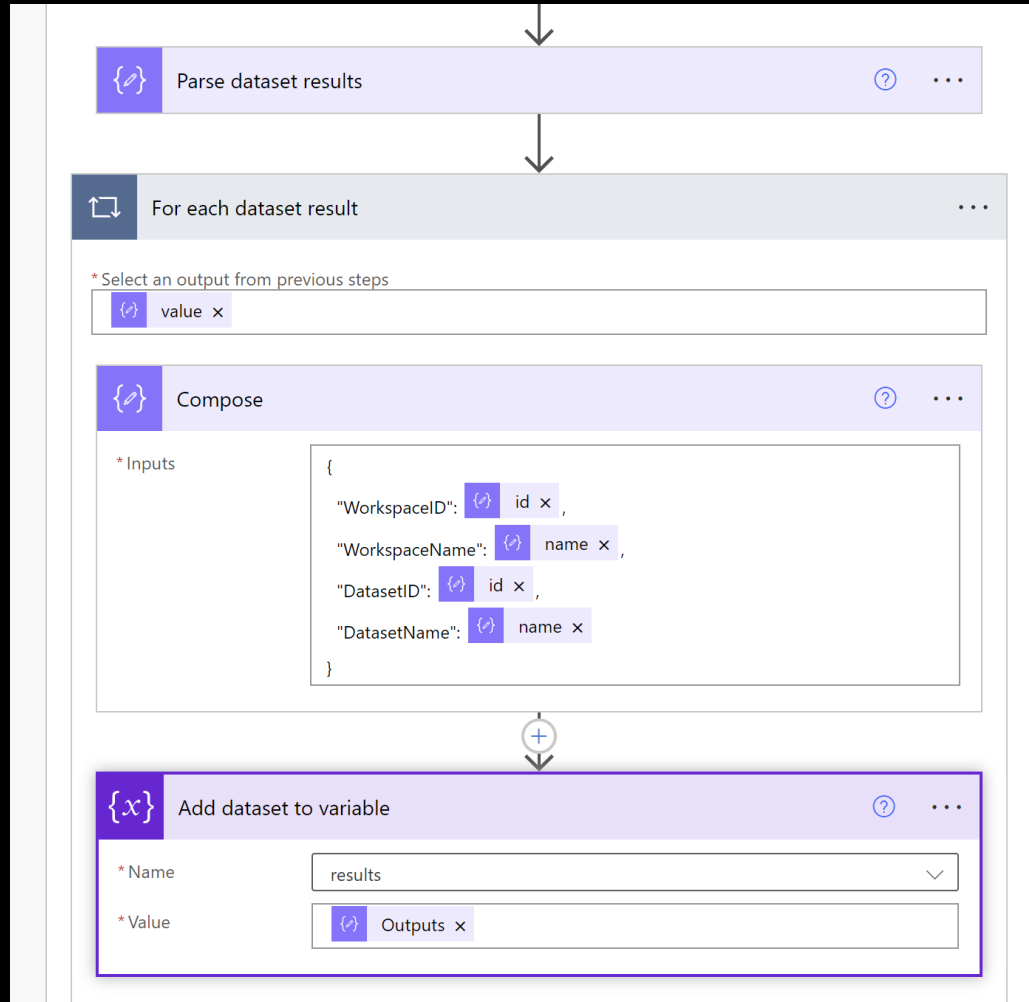 Parse dataset results
For each dataset result
* Select an output from previous steps
value ×
Compose
* Inputs
{
"WorkspaceID": id × ,
"WorkspaceName": name × ,
"DatasetID": id × ,
"DatasetName": name ×
}
{x} Add dataset to variable
* Name results
* Value Outputs ×